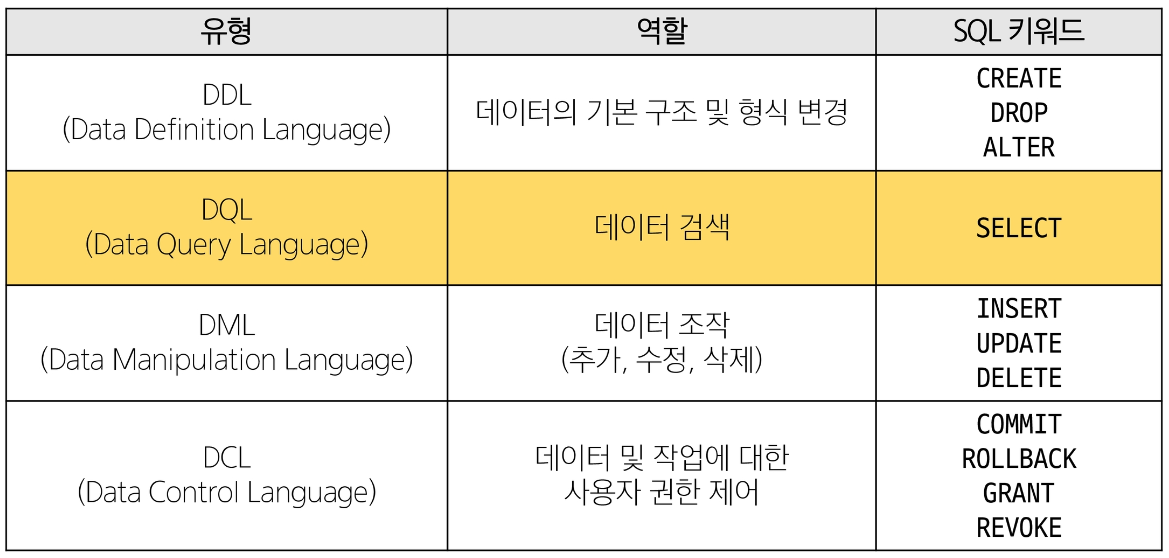 유형
역할
SQL 키워드
DDL
(Data Definition Language)
데이터의 기본 구조 및 형식 변경
CREATE
DROP
ALTER
DQL
(Data Query Language)
데이터 검색
SELECT
DML
(Data Manipulation Language)
데이터 조작
(추가, 수정, 삭제)
INSERT
UPDATE
DELETE
DCL
(Data Control Language)
데이터 및 작업에 대한
사용자 권한 제어
COMMIT
ROLLBACK
GRANT
REVOKE